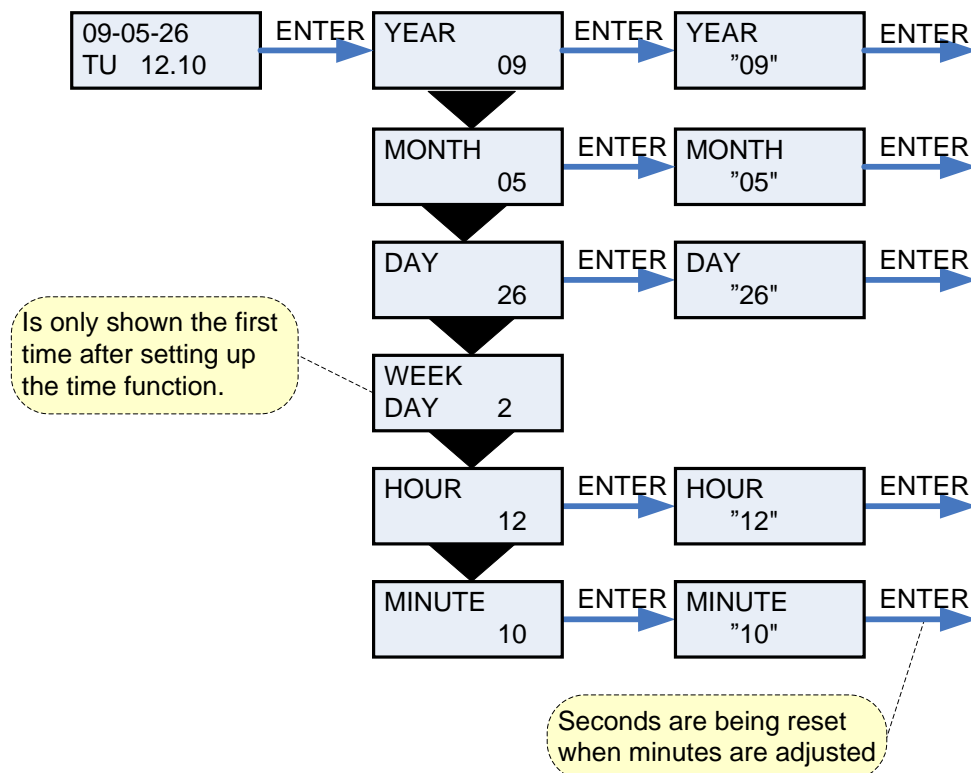 09-05-26
TU 12.10
ENTER
YEAR
09
ENTER
YEAR
”09"
ENTER
MONTH
05
ENTER
MONTH
”05"
ENTER
DAY
26
ENTER
DAY
”26"
ENTER
Is only shown the first
time after setting up
the time function.
WEEK
DAY 2
HOUR
12
ENTER
HOUR
”12"
ENTER
MINUTE
10
ENTER
MINUTE
”10"
ENTER
Seconds are being reset
when minutes are adjusted